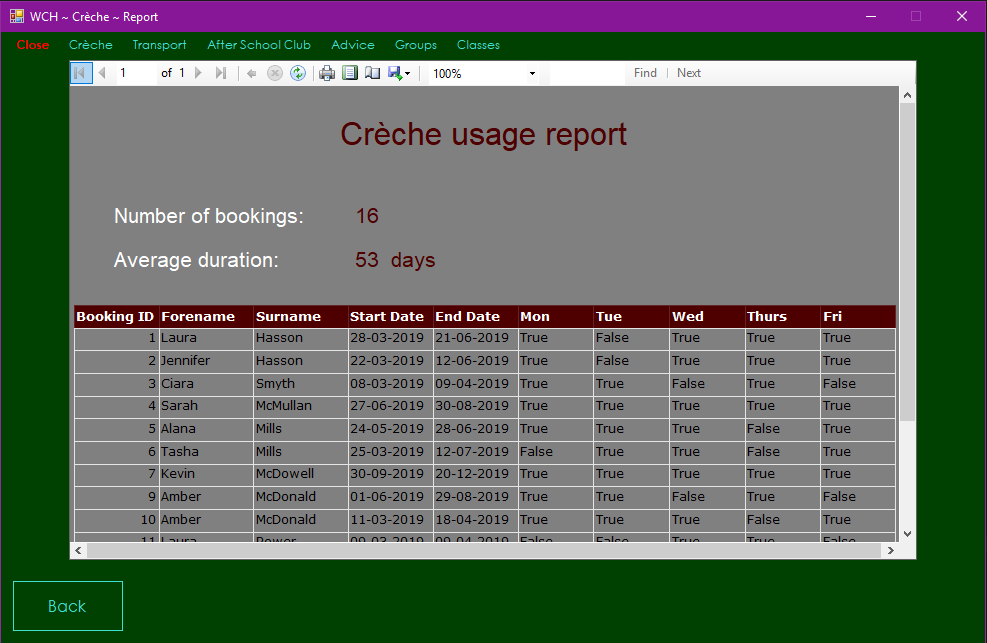 WCH ~ Crèche ~ Report
Close Crèche Transport After School Club Advice Groups Classes
1 of 1 100% Find Next
Crèche usage report
Number of bookings: 16
Average duration: 53 days
Booking ID Forename Surname Start Date End Date Mon Tue Wed Thurs Fri
1 Laura Hasson 28-03-2019 21-06-2019 True False True True True
2 Jennifer Hasson 22-03-2019 12-06-2019 True False True True True
3 Ciara Smyth 08-03-2019 09-04-2019 True True False True False
4 Sarah McMullan 27-06-2019 30-08-2019 True True True True True
5 Alana Mills 24-05-2019 28-06-2019 True True True False True
6 Tasha Mills 25-03-2019 12-07-2019 False True True False True
7 Kevin McDowell 30-09-2019 20-12-2019 True True True True True
9 Amber McDonald 01-06-2019 29-08-2019 True True False True False
10 Amber McDonald 11-03-2019 18-04-2019 True True True False True
11 Laura Power 09-03-2019 09-04-2019 False False True True False
Back